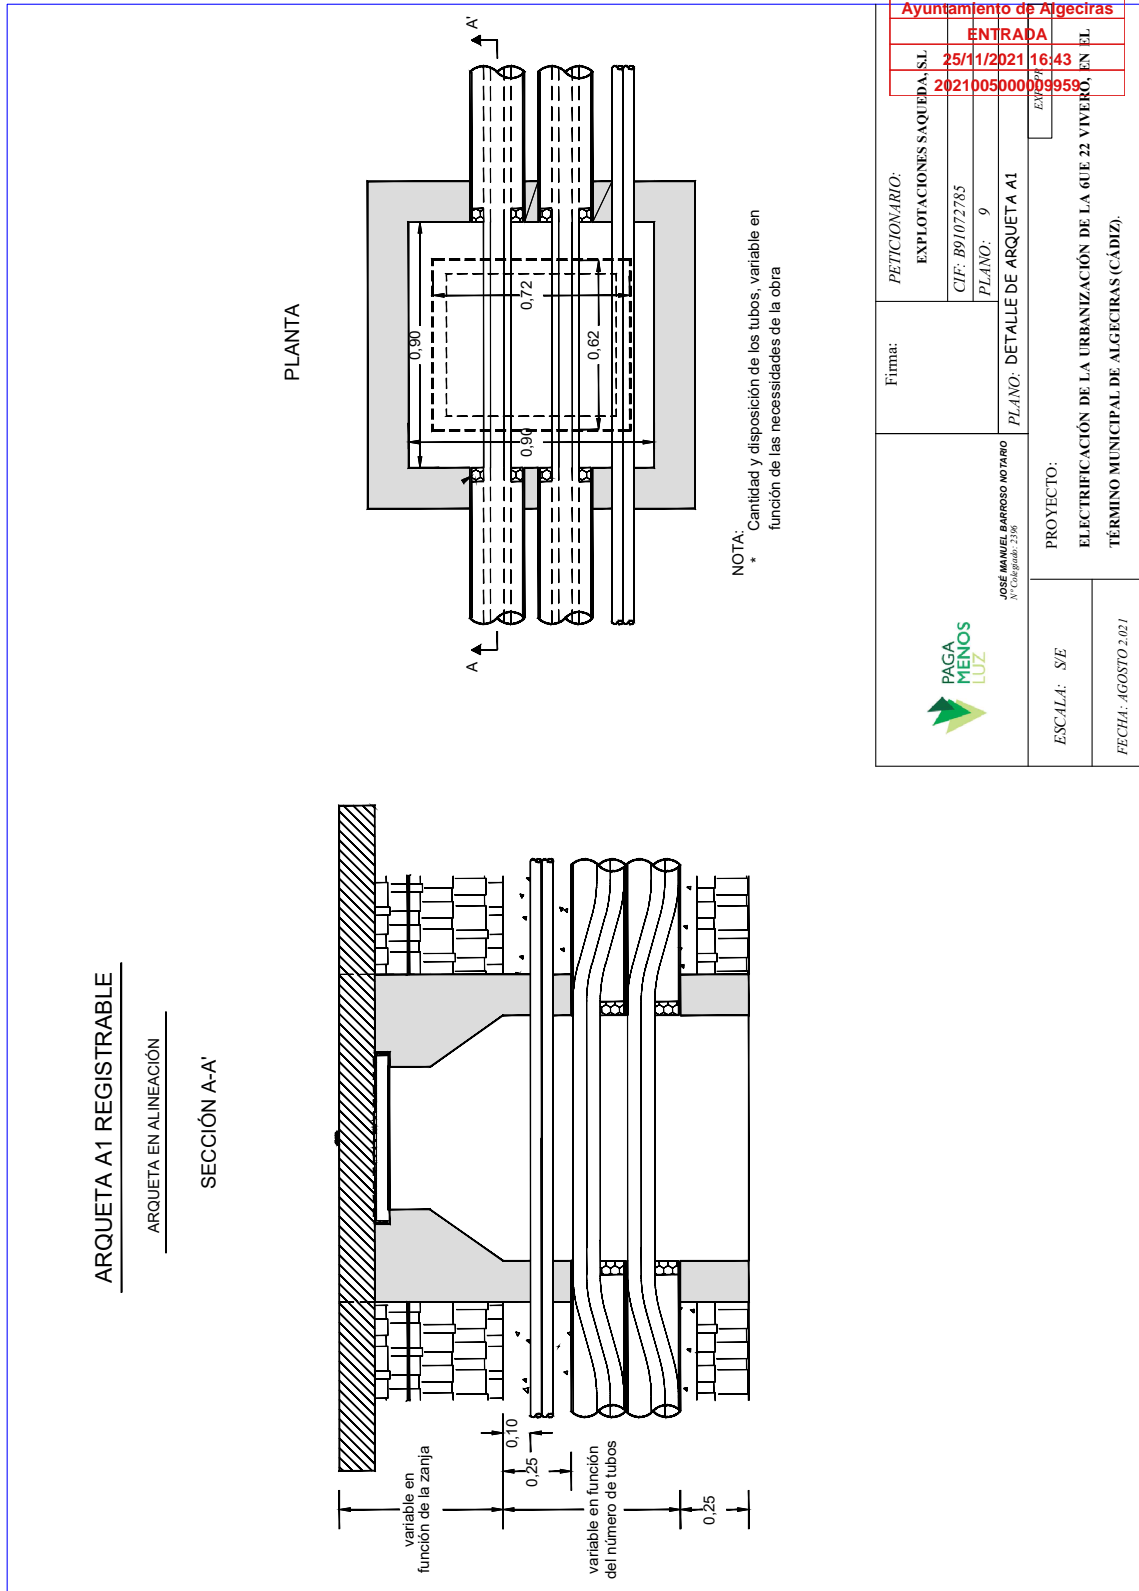 ARQUETA A1 REGISTRABLE
ARQUETA EN ALINEACIÓN
SECCIÓN A-A'
variable en
función de la zanja
0,10
0,25
variable en función
del número de tubos
0,25
PLANTA
A
A'
0,90
0,72
0,62
0,90
NOTA:
* Cantidad y disposición de los tubos, variable en
función de las necessidades de la obra
Ayuntamiento de Algeciras
ENTRADA
25/11/2021 16:43
2021005000009959
PETICIONARIO:
EXPLOTACIONES SAQUEDA, S.L
CIF: B91072785
PLANO: 9
Firma:
PLANO: DETALLE DE ARQUETA A1
PAGA
MENOS
LUZ
JOSÉ MANUEL BARROSO NOTARIO
Nº Colegiado: 2396
PROYECTO:
ELECTRIFICACIÓN DE LA URBANIZACIÓN DE LA 6UE 22 VIVERO, EN EL
TÉRMINO MUNICIPAL DE ALGECIRAS (CÁDIZ).
ESCALA: S/E
FECHA: AGOSTO 2.021